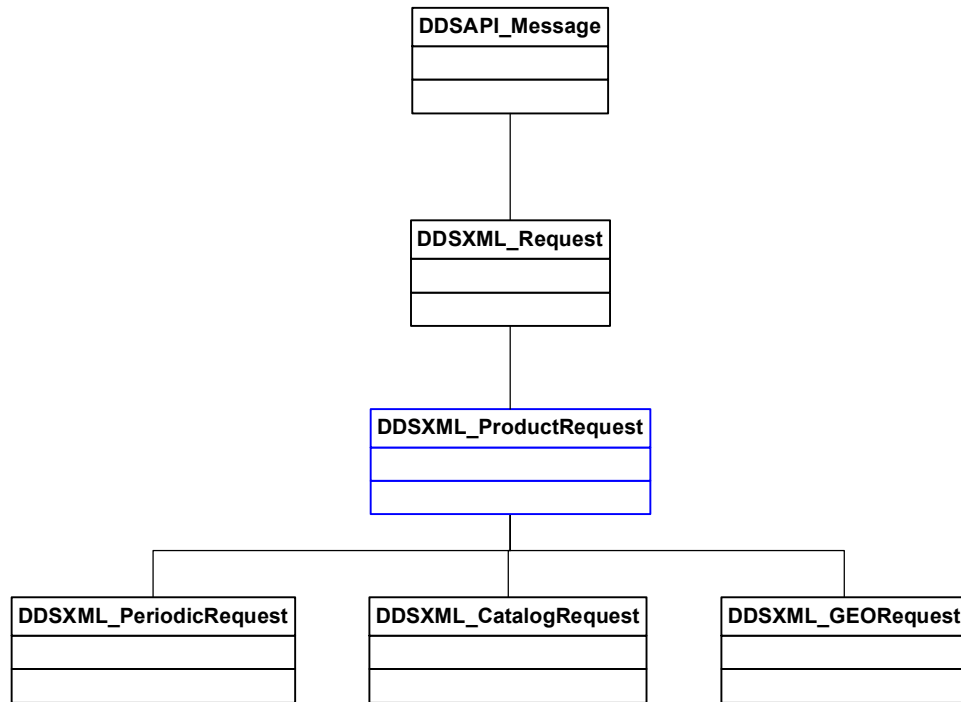 DDSAPI_Message
DDSXML_Request
DDSXML_ProductRequest
DDSXML_PeriodicRequest
DDSXML_CatalogRequest
DDSXML_GEORequest